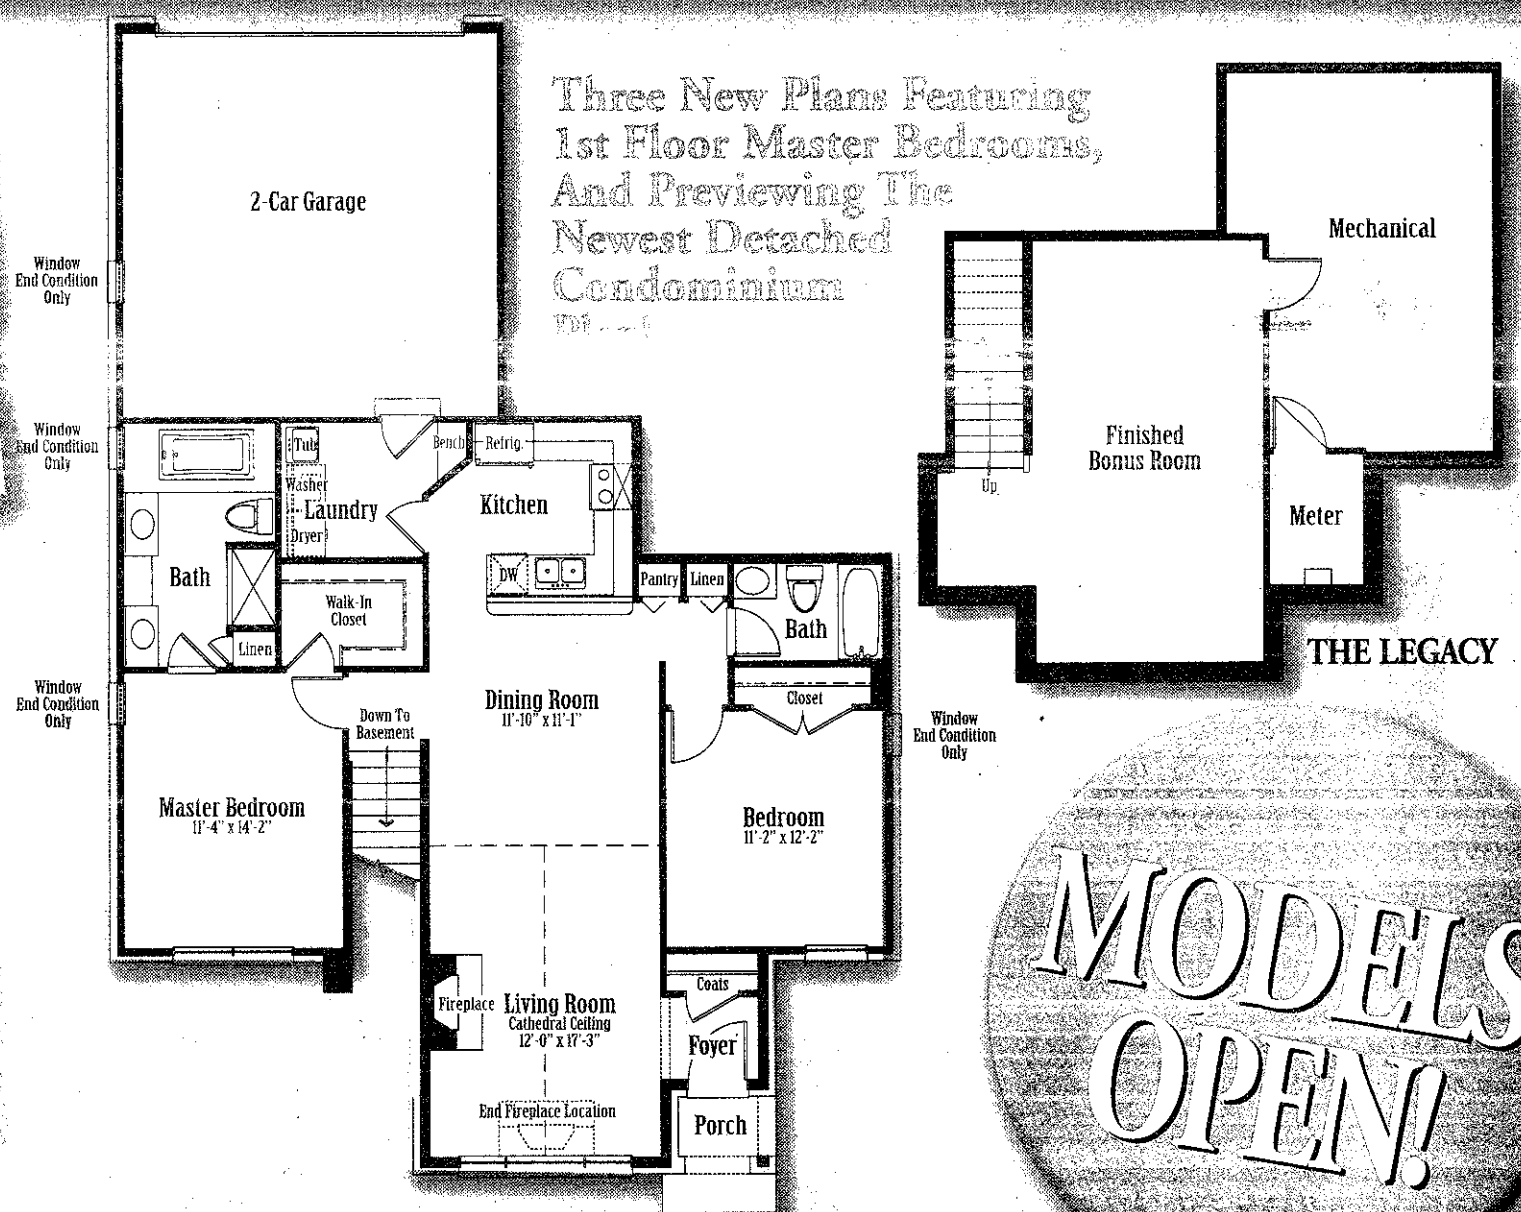 Three New Plans Featuring
1st Floor Master Bedrooms,
And Previewing The
Newest Detached
Condominium
2-Car Garage
Window
End Condition
Only
Window
End Condition
Only
Tub
Bench
Refrig.
Washer
Laundry
Dryer
Kitchen
DW
Bath
Walk-In
Closet
Linen
Pantry
Linen
Bath
Closet
Window
End Condition
Only
Dining Room
11'-10" x 11'-1"
Down To
Basement
Window
End Condition
Only
Master Bedroom
11'-4" x 14'-2"
Bedroom
11'-2" x 12'-2"
Fireplace
Living Room
Cathedral Ceiling
12'-0" x 17'-3"
Coats
Foyer
End Fireplace Location
Porch
Mechanical
Finished
Bonus Room
Up
Meter
THE LEGACY
MODELS
OPEN!